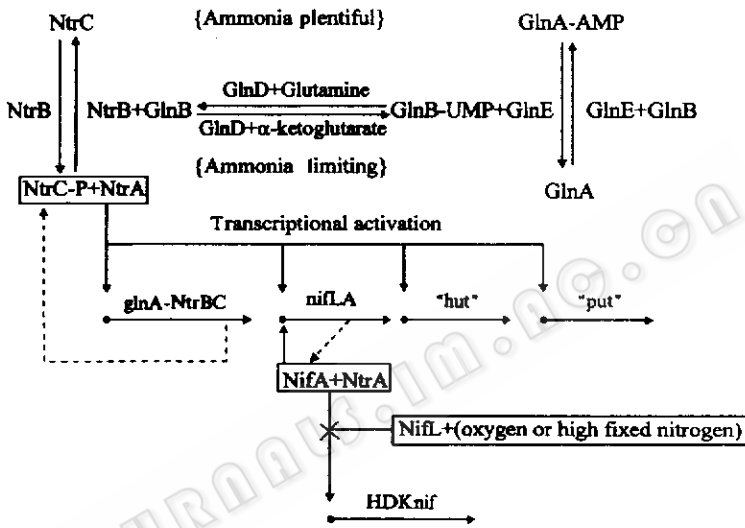 NtrC {Ammonia plentiful} GlnA-AMP
GlnD+Glutamine
NtrB NtrB+GlnB GlnB-UMP+GlnE GlnE+GlnB
GlnD+α-ketoglutarate
{Ammonia limiting}
NtrC-P+NtrA GlnA
Transcriptional activation
glnA-NtrBC nifLA "hut" "put"
NifA+NtrA
NifL+(oxygen or high fixed nitrogen)
HDKnif